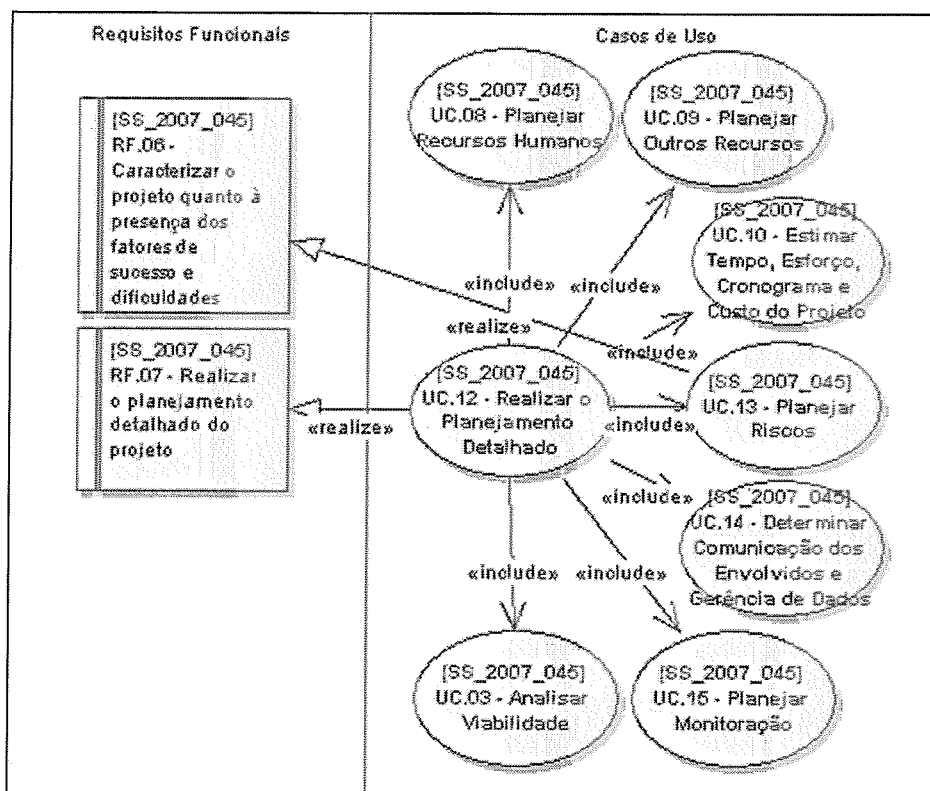 Requisitos Funcionais
Casos de Uso
[SS_2007_045]
RF.06 -
Caracterizar o
projeto quanto à
presença dos
fatores de
sucesso e
dificuldades
[SS_2007_045]
RF.07 - Realizar
o planejamento
detalhado do
projeto
[SS_2007_045]
UC.08 - Planejar
Recursos Humanos
[SS_2007_045]
UC.09 - Planejar
Outros Recursos
[SS_2007_045]
UC.10 - Estimar
Tempo, Esforço,
Cronograma e
Custo do Projeto
«include»
«include»
«realize»
«include»
[SS_2007_045]
UC.12 - Realizar o
Planejamento
Detalhado
«realize»
«include»
[SS_2007_045]
UC.13 - Planejar
Riscos
«include»
[SS_2007_045]
UC.14 - Determinar
Comunicação dos
Envolvidos e
Gerência de Dados
«include»
«include»
[SS_2007_045]
UC.03 - Analisar
Viabilidade
[SS_2007_045]
UC.15 - Planejar
Monitoração